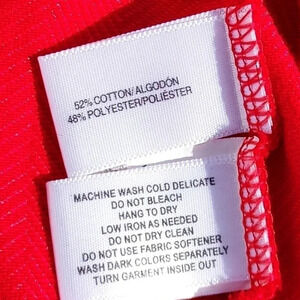 52% COTTON/ALGODÓN
48% POLYESTER/POLIÉSTER
MACHINE WASH COLD DELICATE
DO NOT BLEACH
HANG TO DRY
LOW IRON AS NEEDED
DO NOT DRY CLEAN
DO NOT USE FABRIC SOFTENER
WASH DARK COLORS SEPARATELY
TURN GARMENT INSIDE OUT